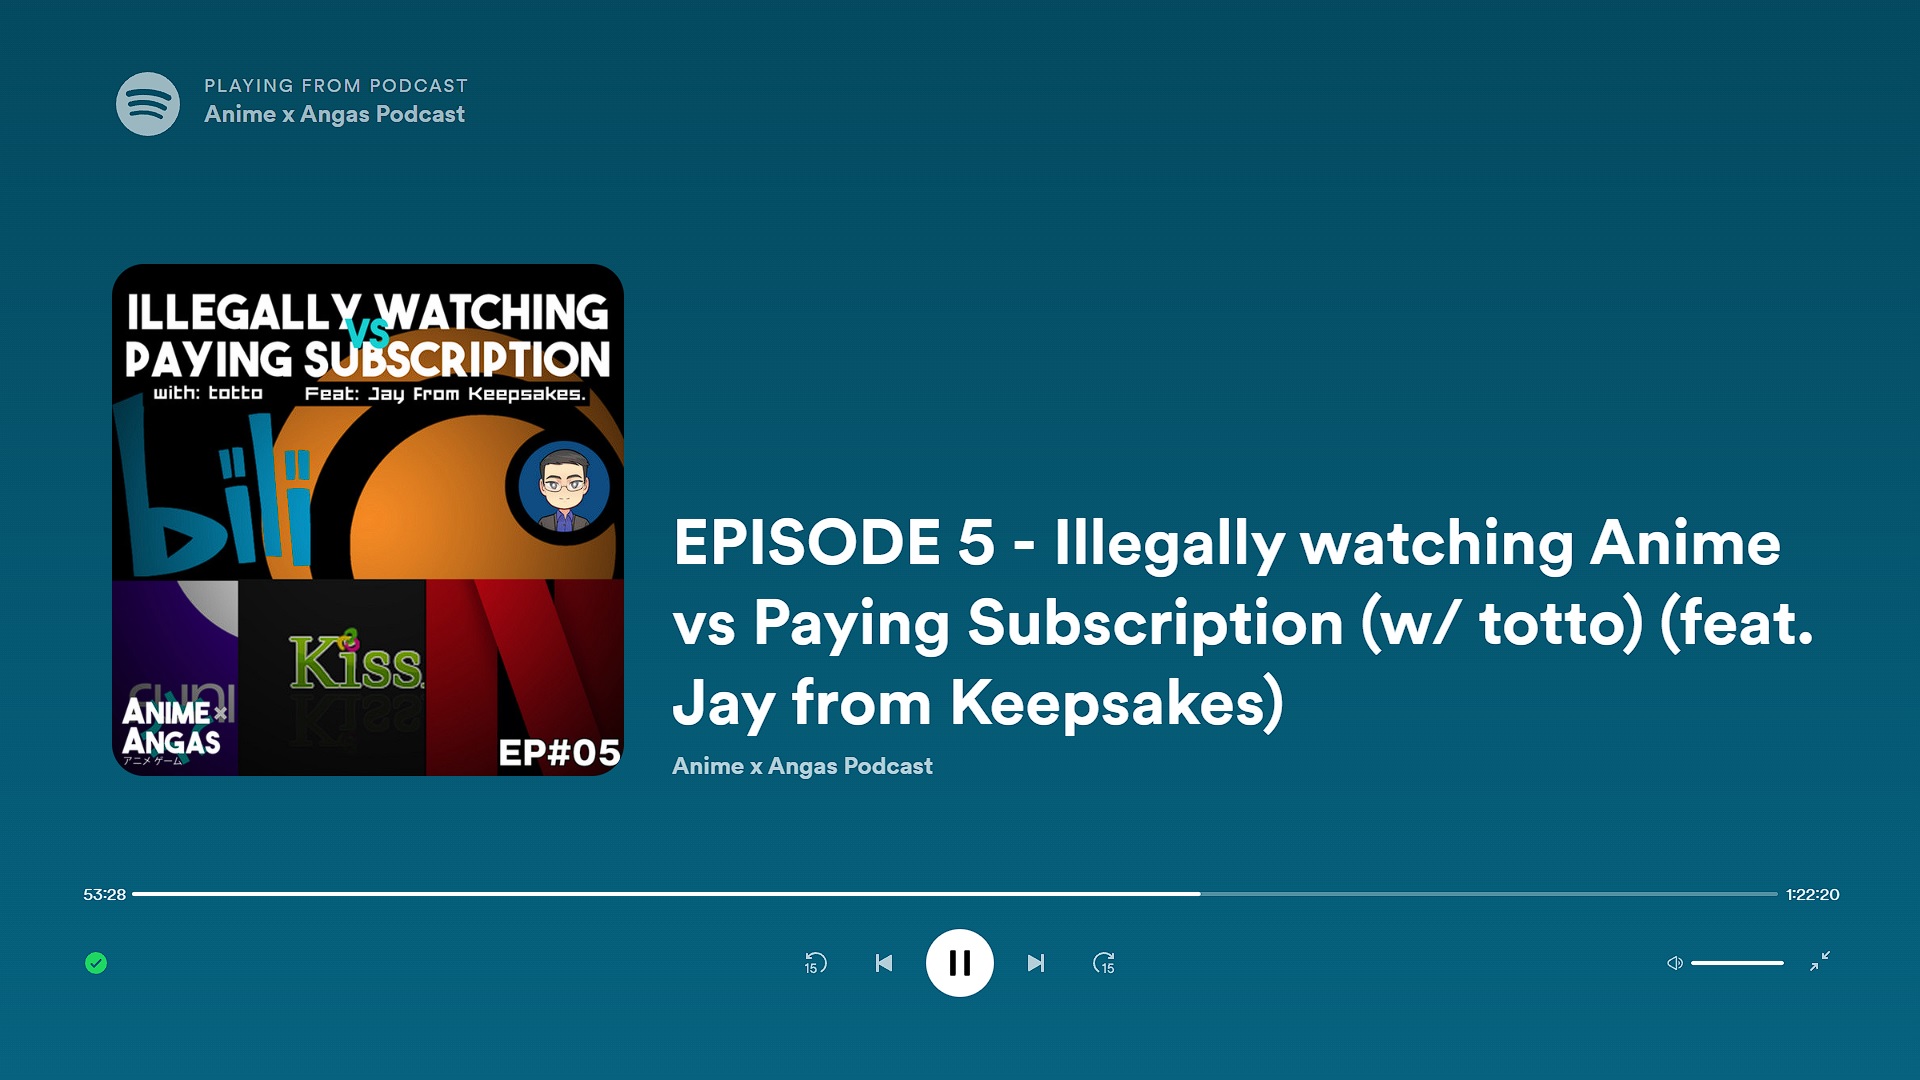 PLAYING FROM PODCAST
Anime x Angas Podcast
ILLEGALLY WATCHING
VS
PAYING SUBSCRIPTION
with: totto Feat: Jay from Keepsakes.
bili
Kiss
ANIME×
ANGAS
アニメ ゲーム
EP#05
EPISODE 5 - Illegally watching Anime
vs Paying Subscription (w/ totto) (feat.
Jay from Keepsakes)
Anime x Angas Podcast
53:28
1:22:20
15
15